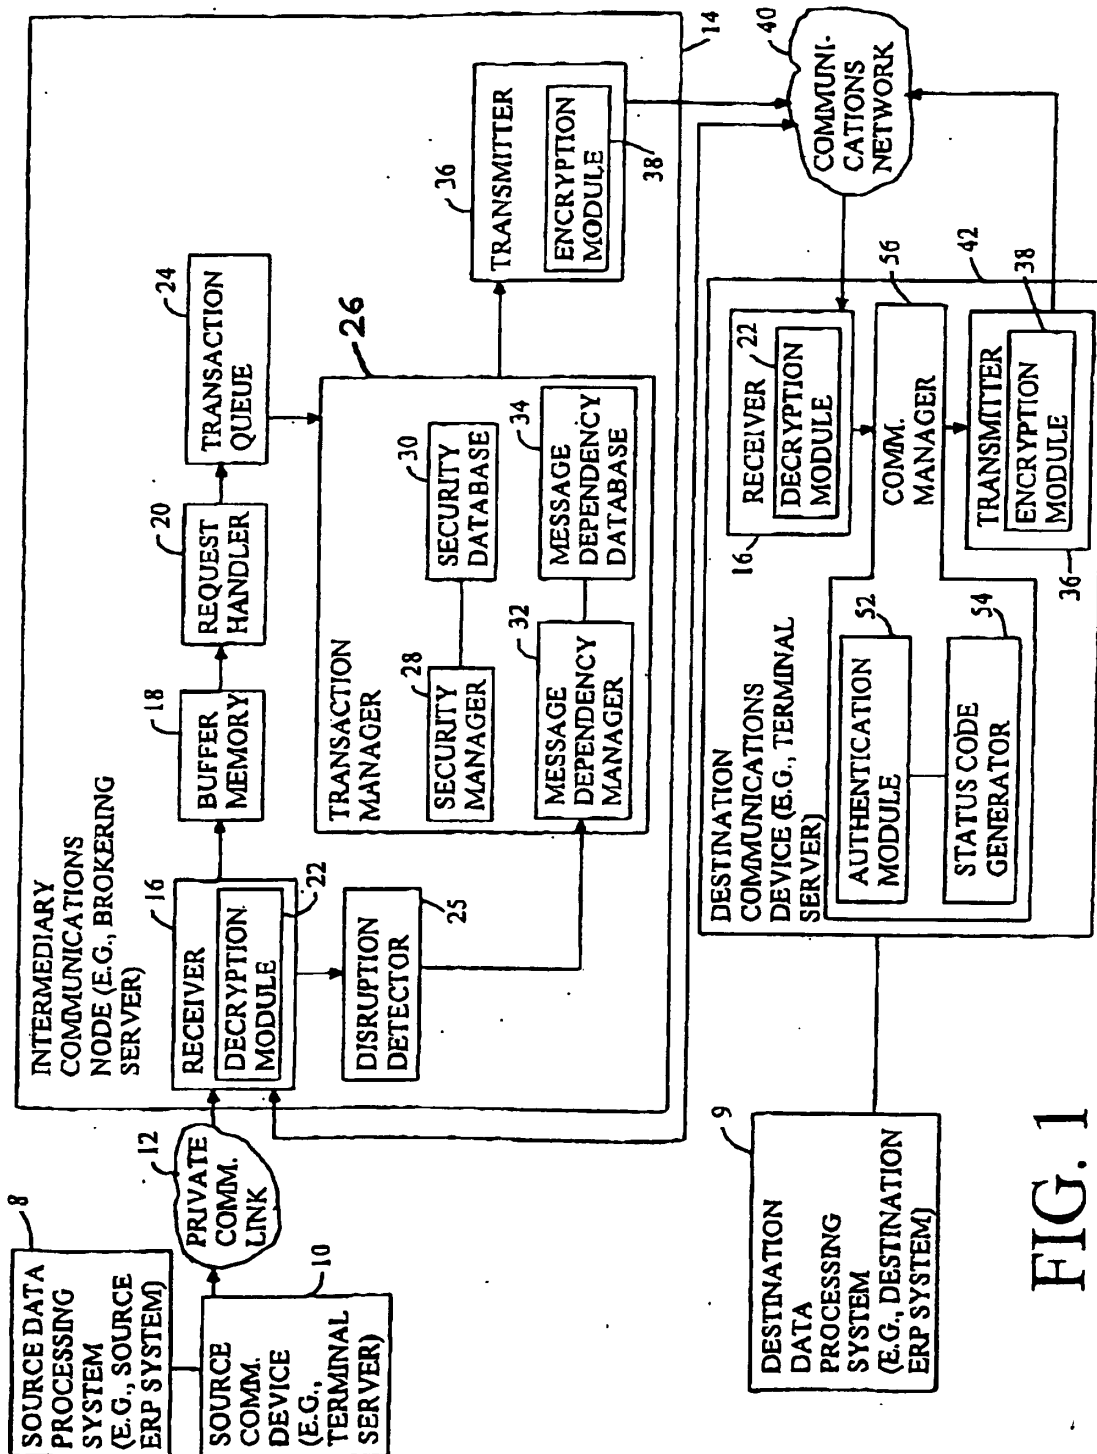 SOURCE DATA
PROCESSING
SYSTEM
(E.G., SOURCE
ERP SYSTEM)
8
SOURCE
COMM.
DEVICE
(E.G.,
TERMINAL
SERVER)
10
PRIVATE
COMM.
LINK
12
INTERMEDIARY
COMMUNICATIONS
NODE (E.G., BROKERING
SERVER)
14
RECEIVER
16
DECRYPTION
MODULE
22
BUFFER
MEMORY
18
REQUEST
HANDLER
20
TRANSACTION
QUEUE
24
DISRUPTION
DETECTOR
25
TRANSACTION
MANAGER
26
SECURITY
MANAGER
28
SECURITY
DATABASE
30
MESSAGE
DEPENDENCY
MANAGER
32
MESSAGE
DEPENDENCY
DATABASE
34
TRANSMITTER
36
ENCRYPTION
MODULE
38
COMMUNI-
CATIONS
NETWORK
40
DESTINATION
COMMUNICATIONS
DEVICE (E.G., TERMINAL
SERVER)
42
RECEIVER
16
DECRYPTION
MODULE
22
COMM.
MANAGER
56
TRANSMITTER
36
ENCRYPTION
MODULE
38
AUTHENTICATION
MODULE
52
STATUS CODE
GENERATOR
54
DESTINATION
DATA
PROCESSING
SYSTEM
(E.G., DESTINATION
ERP SYSTEM)
9
FIG. 1